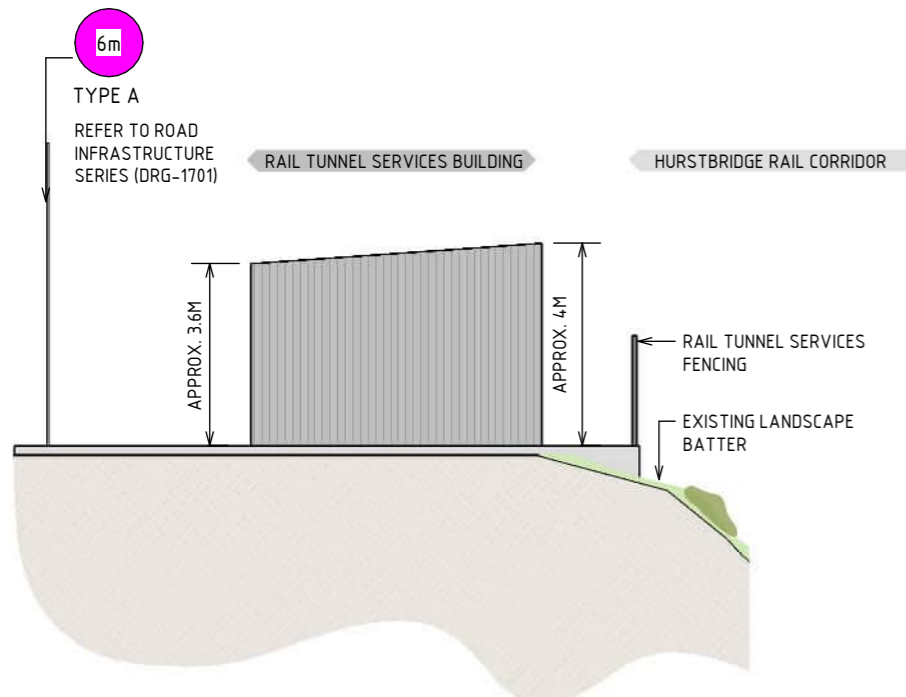 6m
TYPE A
REFER TO ROAD
INFRASTRUCTURE
SERIES (DRG-1701)
RAIL TUNNEL SERVICES BUILDING
HURSTBRIDGE RAIL CORRIDOR
APPROX. 3.6M
APPROX. 4M
RAIL TUNNEL SERVICES
FENCING
EXISTING LANDSCAPE
BATTER